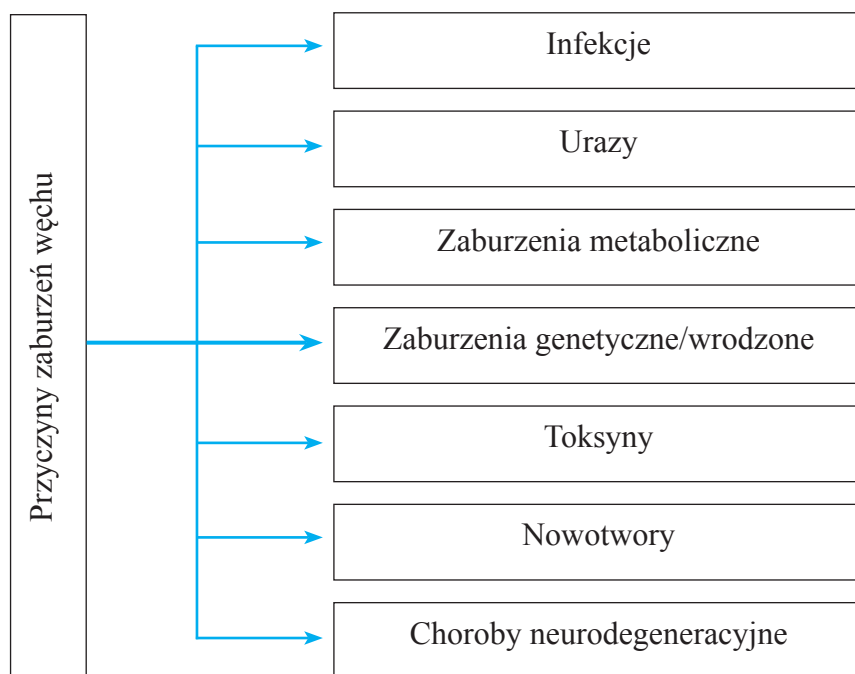 Przyczyny zaburzeń węchu
Infekcje
Urazy
Zaburzenia metaboliczne
Zaburzenia genetyczne/wrodzone
Toksyny
Nowotwory
Choroby neurodegeneracyjne